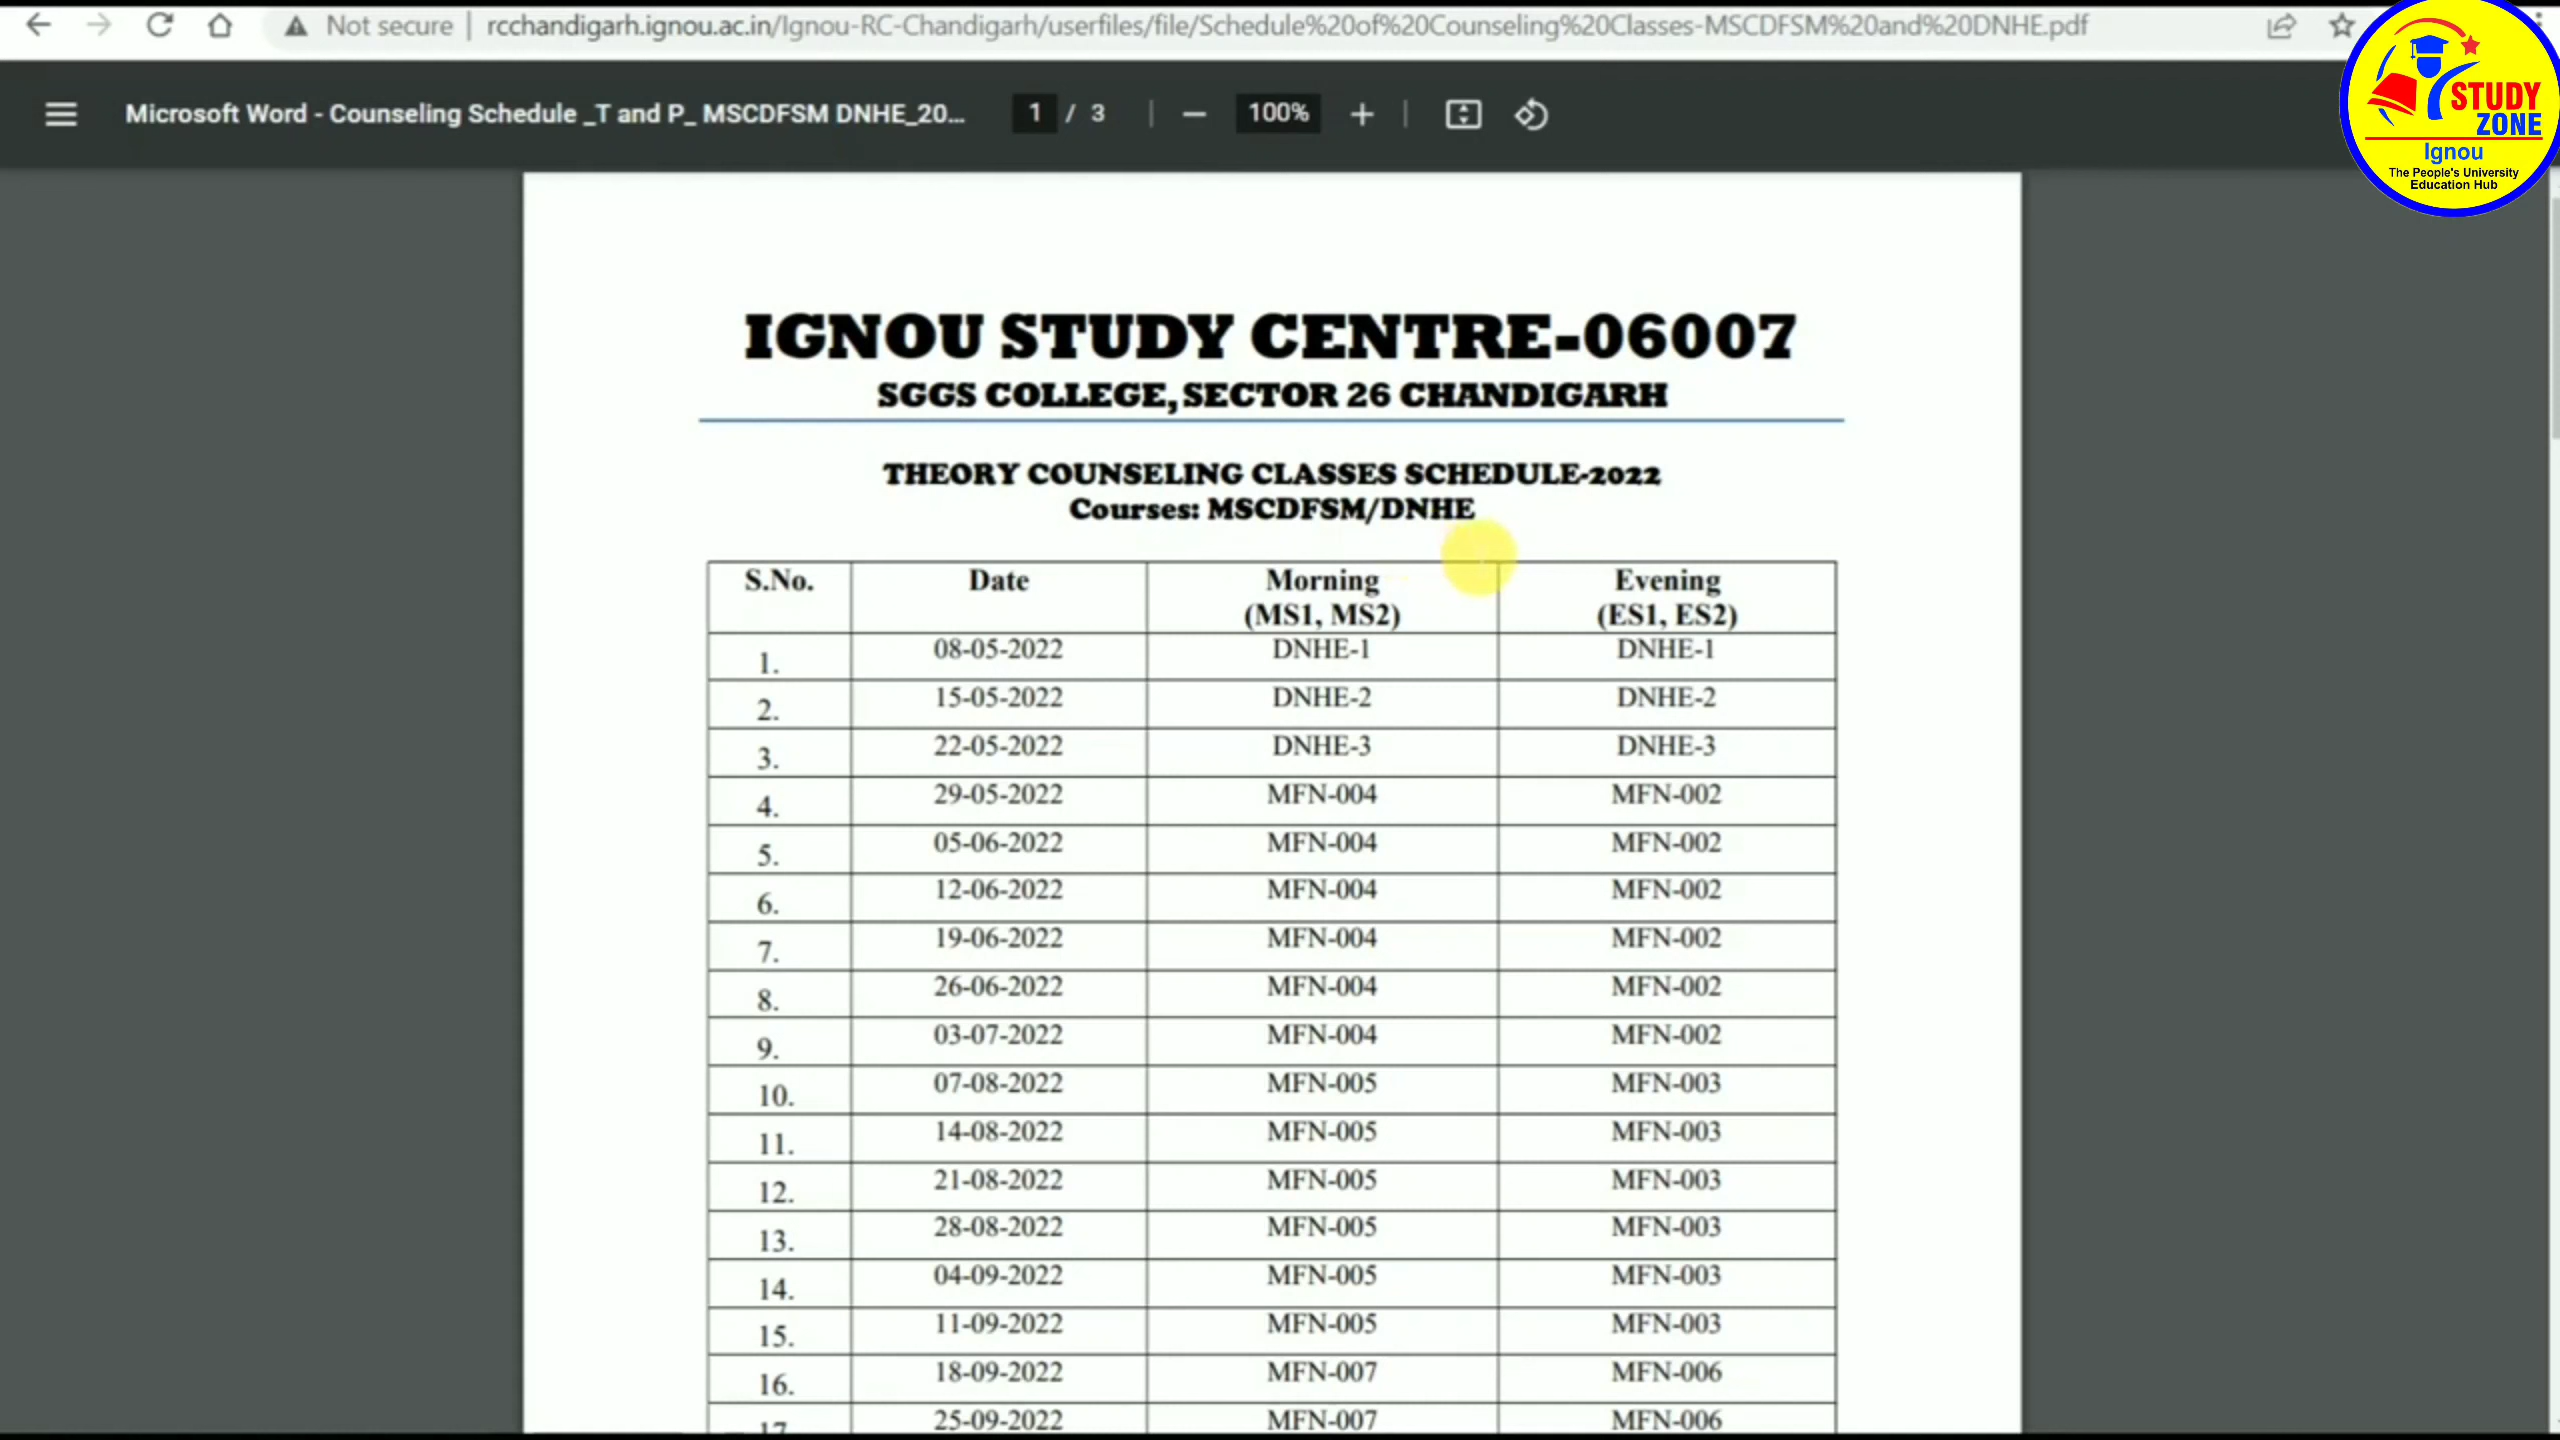 Not secure | rcchandigarh.ignou.ac.in/Ignou-RC-Chandigarh/userfiles/file/Schedule%20of%20Counseling%20Classes-MSCDFSM%20and%20DNHE.pdf
Microsoft Word - Counseling Schedule _T and P_ MSCDFSM DNHE_20... 1 / 3 100%
STUDY
ZONE
Ignou
The People's University
Education Hub
IGNOU STUDY CENTRE-06007
SGGS COLLEGE, SECTOR 26 CHANDIGARH
THEORY COUNSELING CLASSES SCHEDULE-2022
Courses: MSCDFSM/DNHE
S.No. Date Morning Evening
(MS1, MS2) (ES1, ES2)
1. 08-05-2022 DNHE-1 DNHE-1
2. 15-05-2022 DNHE-2 DNHE-2
3. 22-05-2022 DNHE-3 DNHE-3
4. 29-05-2022 MFN-004 MFN-002
5. 05-06-2022 MFN-004 MFN-002
6. 12-06-2022 MFN-004 MFN-002
7. 19-06-2022 MFN-004 MFN-002
8. 26-06-2022 MFN-004 MFN-002
9. 03-07-2022 MFN-004 MFN-002
10. 07-08-2022 MFN-005 MFN-003
11. 14-08-2022 MFN-005 MFN-003
12. 21-08-2022 MFN-005 MFN-003
13. 28-08-2022 MFN-005 MFN-003
14. 04-09-2022 MFN-005 MFN-003
15. 11-09-2022 MFN-005 MFN-003
16. 18-09-2022 MFN-007 MFN-006
17. 25-09-2022 MFN-007 MFN-006